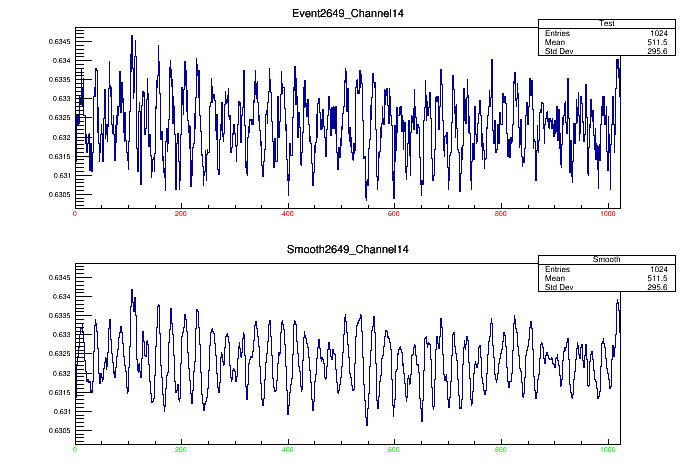 Event2649_Channel14
Test
Entries 1024
Mean 511.5
Std Dev 295.6
0.6345
0.634
0.6335
0.633
0.6325
0.632
0.6315
0.631
0.6305
0 200 400 600 800 1000
Smooth2649_Channel14
Smooth
Entries 1024
Mean 511.5
Std Dev 295.6
0.6345
0.634
0.6335
0.633
0.6325
0.632
0.6315
0.631
0.6305
0 200 400 600 800 1000